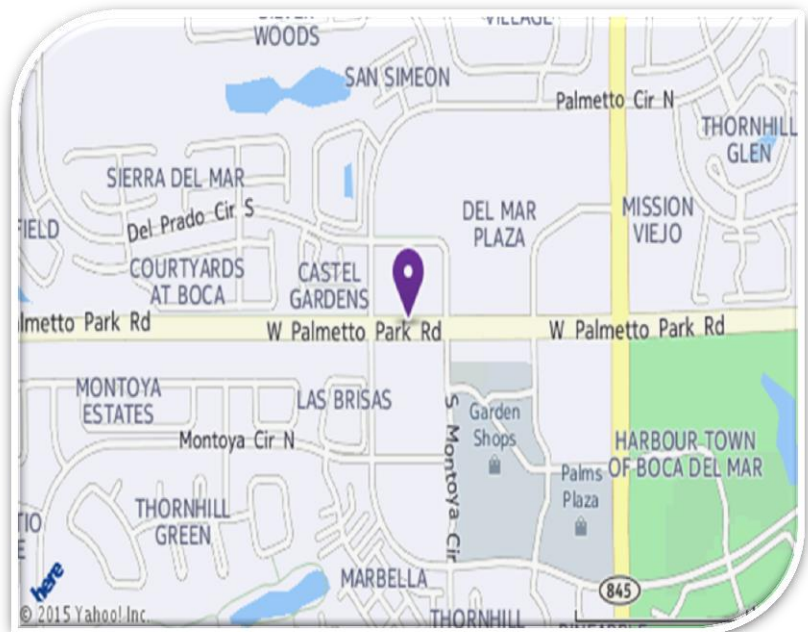 WOODS
VILLAGE
SAN SIMEON
Palmetto Cir N
THORNHILL
GLEN
SIERRA DEL MAR
Del Prado Cir S
DEL MAR
PLAZA
MISSION
VIEJO
FIELD
COURTYARDS
AT BOCA
CASTEL
GARDENS
lmetto Park Rd
W Palmetto Park Rd
W Palmetto Park Rd
MONTOYA
ESTATES
LAS BRISAS
S Montoya Cir
Garden
Shops
Montoya Cir N
HARBOUR TOWN
OF BOCA DEL MAR
Palms
Plaza
THORNHILL
GREEN
TIO
E
MARBELLA
845
here
© 2015 Yahoo! Inc.
THORNHILL